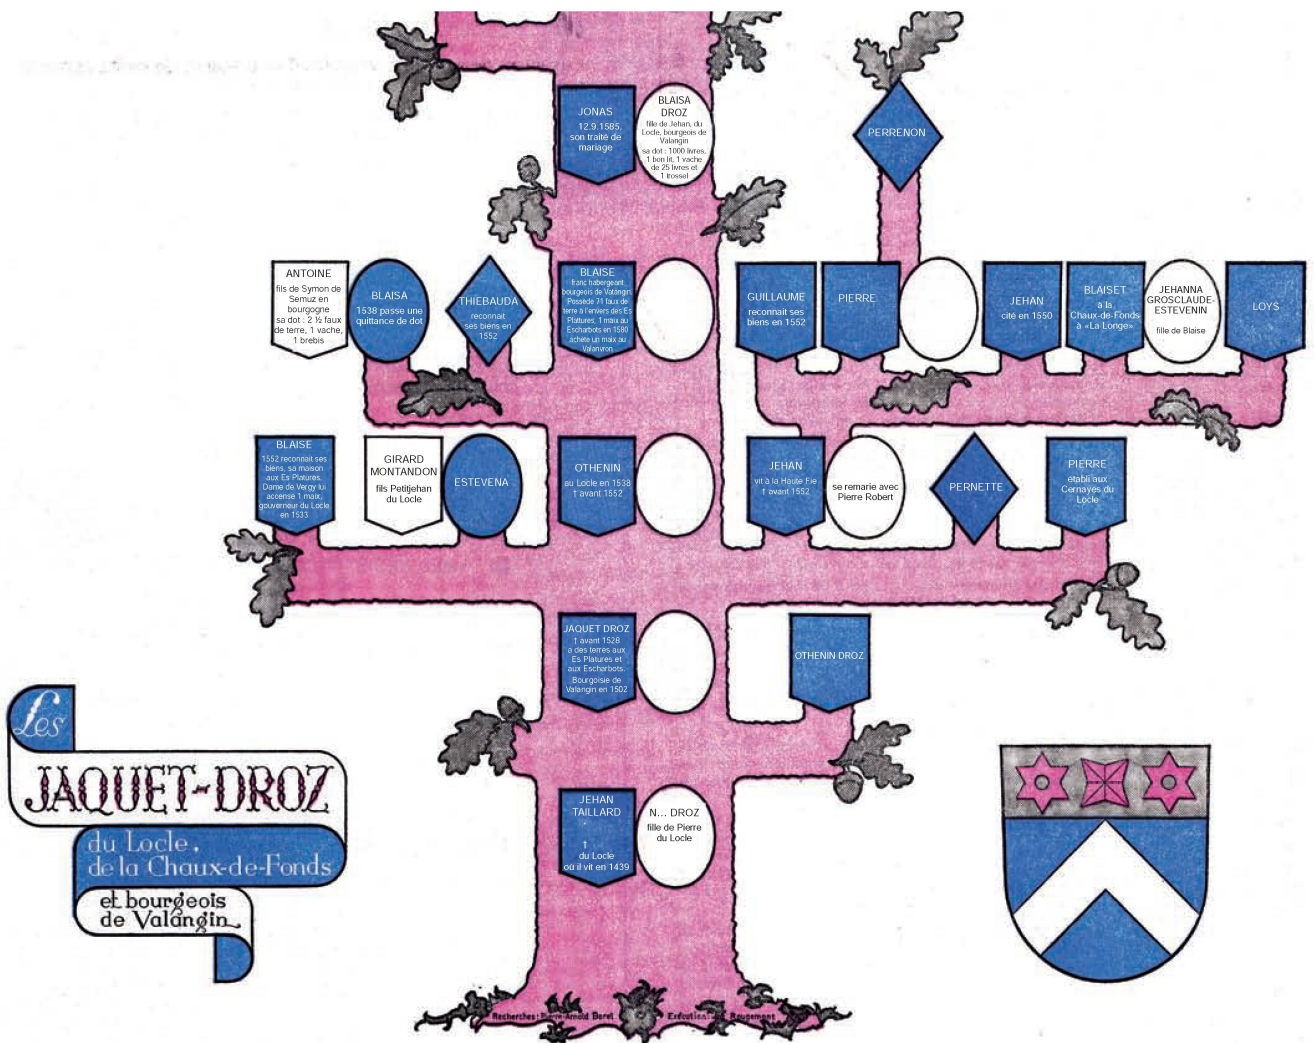 JONAS
12.9.1585,
son traité de
mariage
BLAISA
DROZ
fille de Jehan, du
Locle, bourgeois de
Valangin
sa dot : 1000 livres,
1 bon lit, 1 vache
de 25 livres et
1 trossel
PERRENON
ANTOINE
fils de Symon de
Semuz en
bourgogne
sa dot : 2 ½ faux
de terre, 1 vache,
1 brebis
BLAISA
1538 passe une
quittance de dot
THIEBAUDA
reconnait
ses biens en
1552
BLAISE
franc habergeant
bourgeois de Valangin
Possède 71 faux de
terre à l'envers des Es
Platures, 1 maix au
Escharbots en 1580
achète un maix au
Valanvron
GUILLAUME
reconnait ses
biens en 1552
PIERRE
JEHAN
cité en 1550
BLAISET
à la
Chaux-de-Fonds
à «La Longe»
JEHANNA
GROSCLAUDE-
ESTEVENIN
fille de Blaise
LOYS
BLAISE
1552 reconnait ses
biens, sa maison
aux Es Platures.
Dame de Vergy lui
accense 1 maix,
gouverneur du Locle
en 1533
GIRARD
MONTANDON
fils Petitjehan
du Locle
ESTEVENA
OTHENIN
au Locle en 1538
† avant 1552
JEHAN
vit à la Haute Fie
† avant 1552
se remarie avec
Pierre Robert
PERNETTE
PIERRE
établi aux
Cernayes du
Locle
JAQUET DROZ
† avant 1528
a des terres aux
Es Platures et
aux Escharbots.
Bourgoisie de
Valangin en 1502
OTHENIN DROZ
JEHAN
TAILLARD
†
du Locle
où il vit en 1439
N... DROZ
fille de Pierre
du Locle
Les
JAQUET-DROZ
du Locle,
de la Chaux-de-Fonds
et bourgeois
de Valangin
Recherches: Pierre-Arnold Borel Exécution: Rougemont